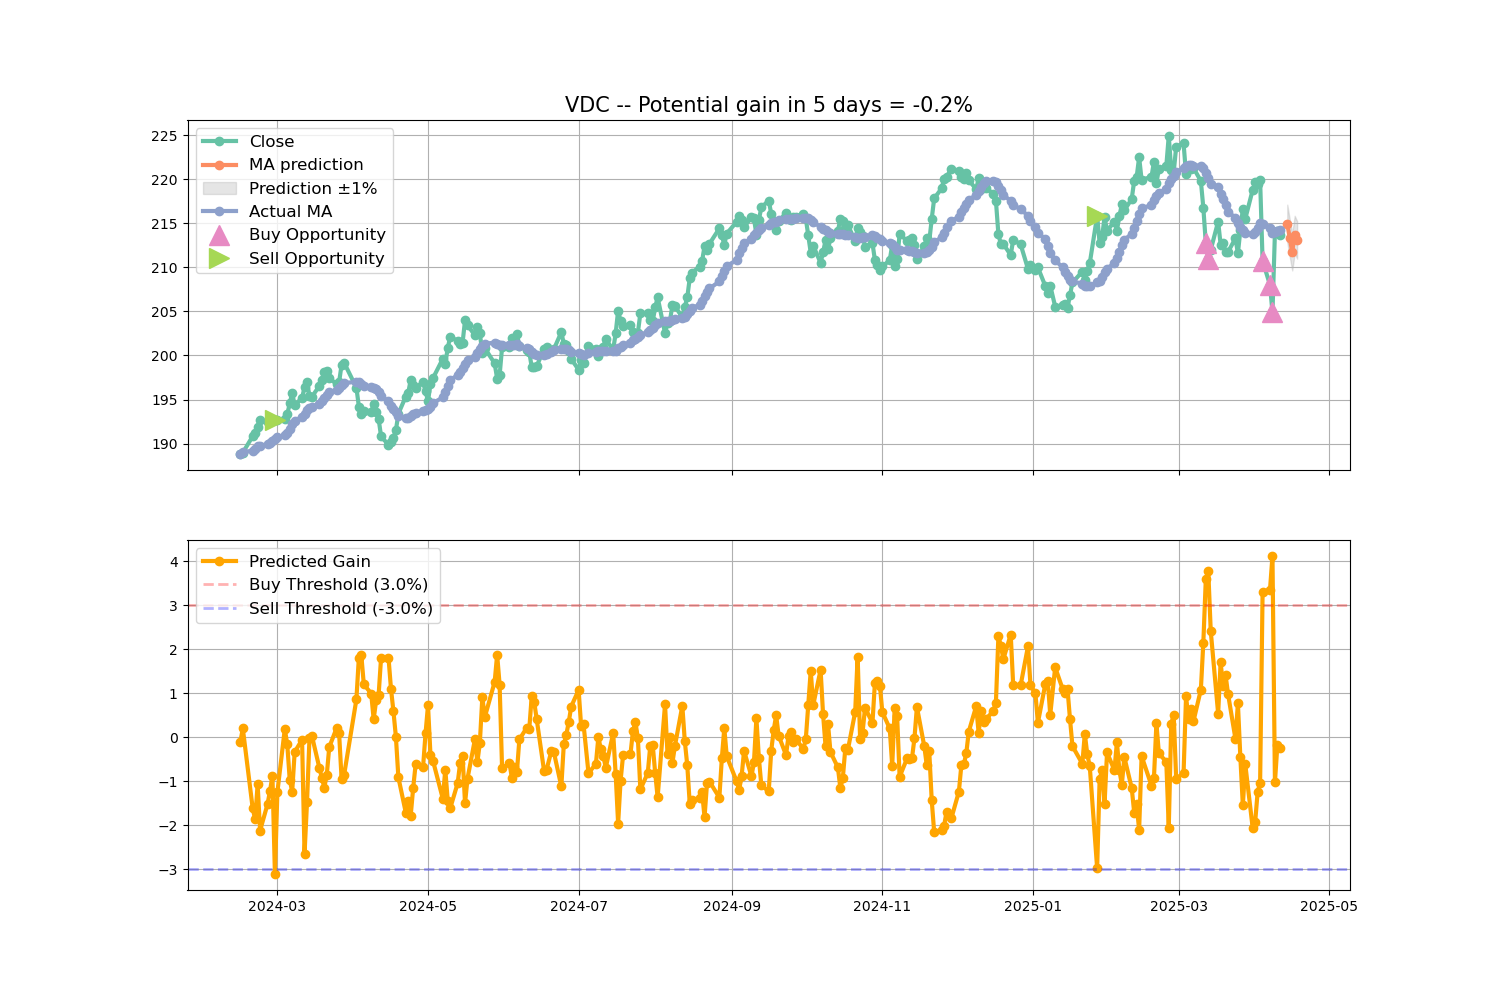 VDC -- Potential gain in 5 days = -0.2%
225
220
215
210
205
200
195
190
Close
MA prediction
Prediction ±1%
Actual MA
Buy Opportunity
Sell Opportunity
4
3
2
1
0
−1
−2
−3
Predicted Gain
Buy Threshold (3.0%)
Sell Threshold (-3.0%)
2024-03 2024-05 2024-07 2024-09 2024-11 2025-01 2025-03 2025-05